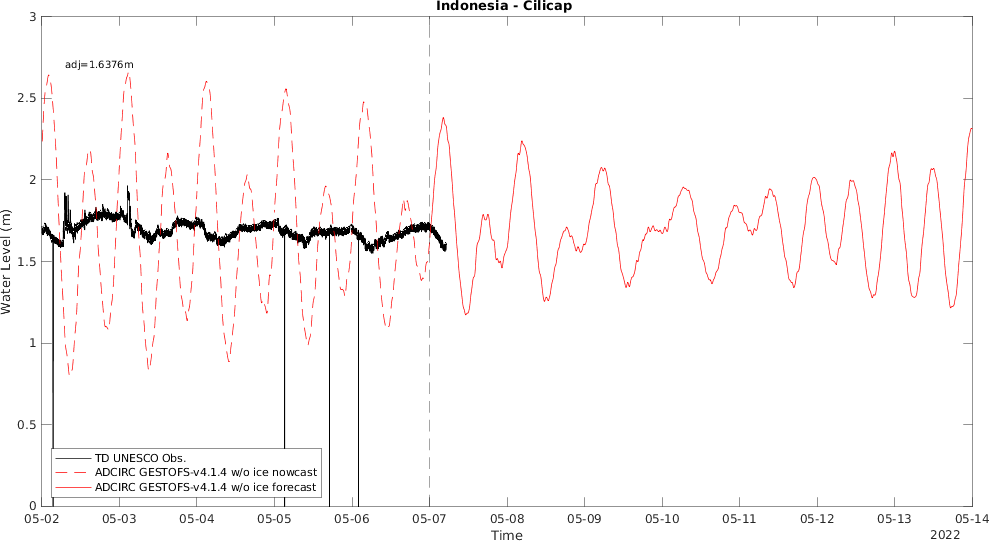 Indonesia - Cilicap
adj=1.6376m
3
2.5
2
1.5
1
0.5
0
Water Level (m)
TD UNESCO Obs.
ADCIRC GESTOFS-v4.1.4 w/o ice nowcast
ADCIRC GESTOFS-v4.1.4 w/o ice forecast
05-02 05-03 05-04 05-05 05-06 05-07 05-08 05-09 05-10 05-11 05-12 05-13 05-14
Time
2022